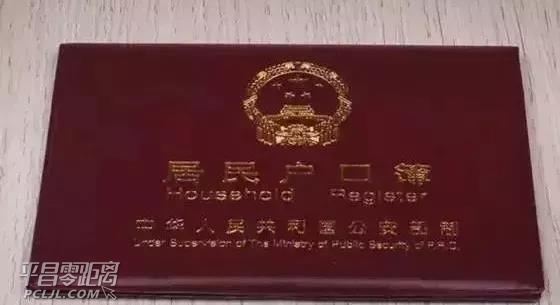 居民户口簿
Household Register
中华人民共和国公安部制
Under Supervision of The Ministry of Public Security of P.R.C.
平昌零距离
PCLJL.COM